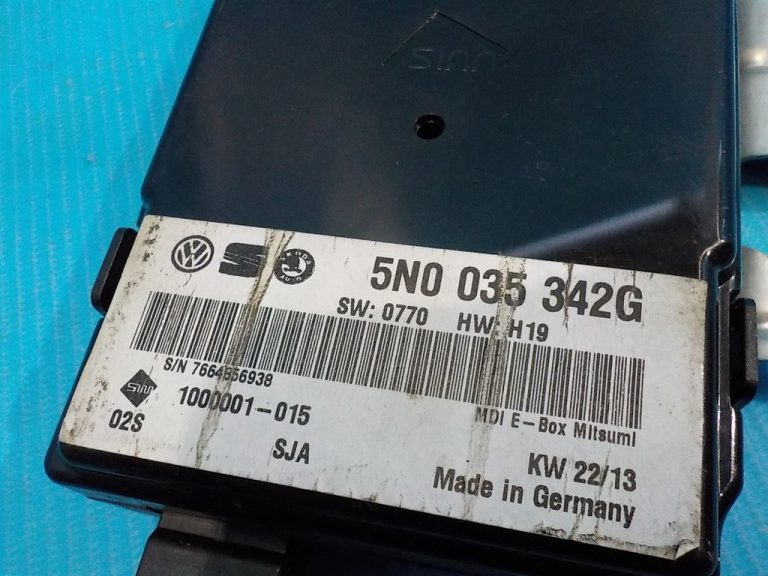 SINN
5N0 035 342G
SW: 0770 HW: H19
S/N 7664856938
1000001-015
MDI E-Box Mitsumi
SINN
02S
SJA
KW 22/13
Made in Germany